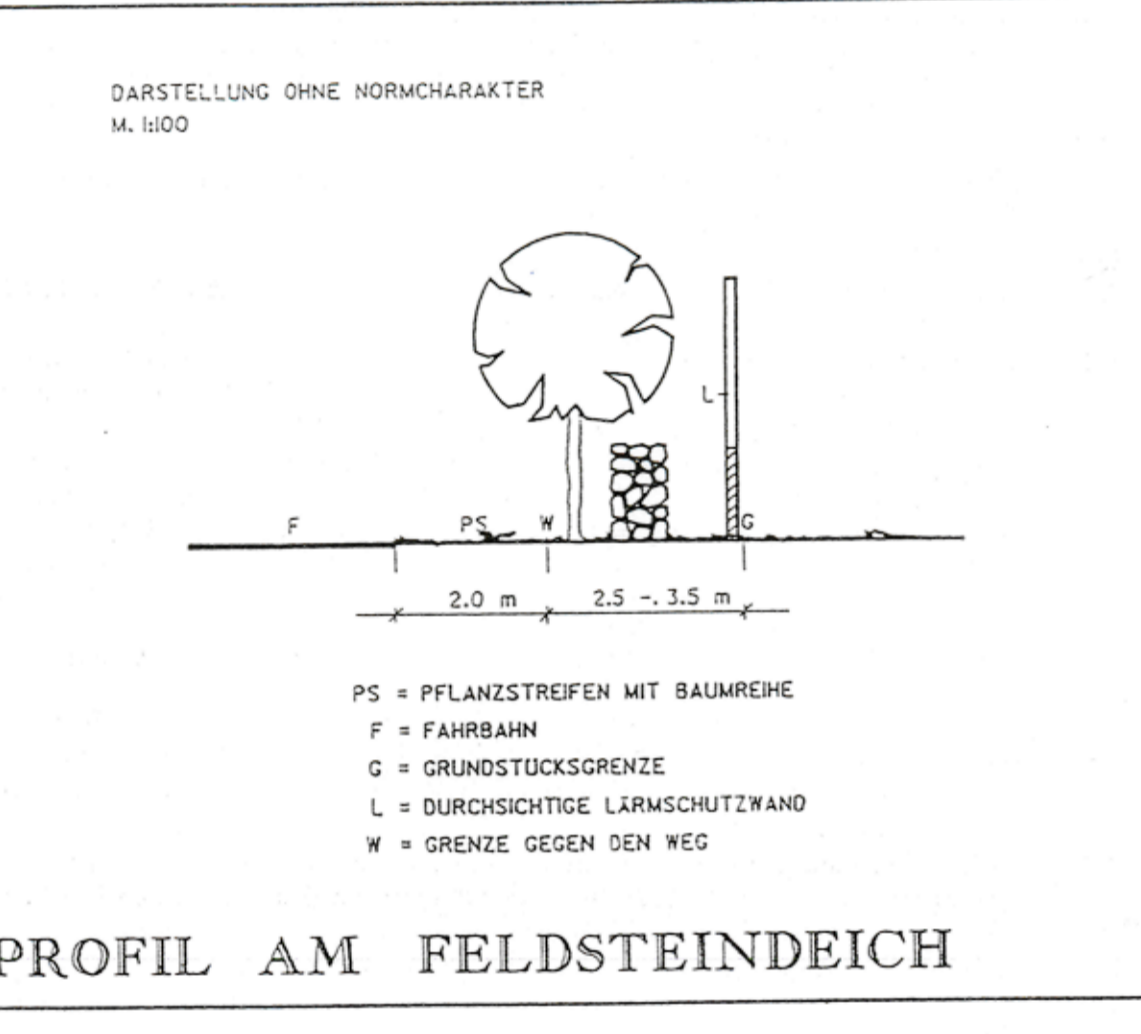 DARSTELLUNG OHNE NORMCHARAKTER
M. 1:100
L
F
PS
W
G
2.0 m
2.5 -. 3.5 m
PS = PFLANZSTREIFEN MIT BAUMREIHE
F = FAHRBAHN
G = GRUNDSTÜCKSGRENZE
L = DURCHSICHTIGE LÄRMSCHUTZWAND
W = GRENZE GEGEN DEN WEG
PROFIL AM FELDSTEINDEICH